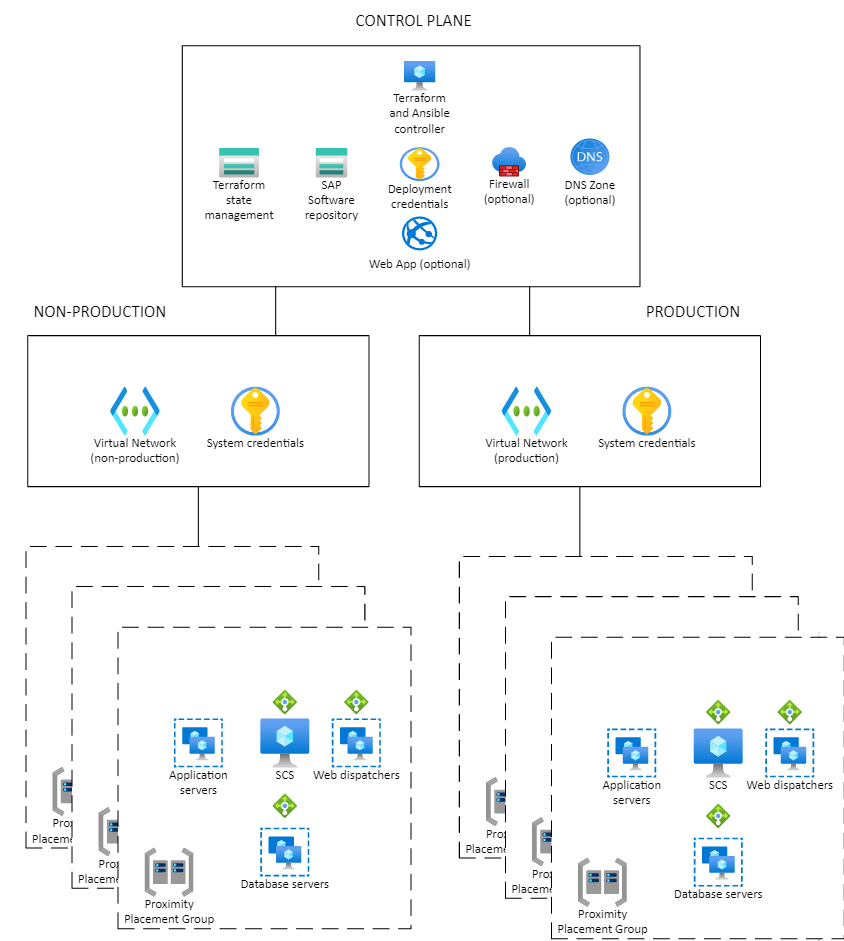 CONTROL PLANE
Terraform
and Ansible
controller
Terraform
state
management
SAP
Software
repository
Deployment
credentials
Firewall
(optional)
DNS
DNS Zone
(optional)
Web App (optional)
NON-PRODUCTION
PRODUCTION
Virtual Network
(non-production)
System credentials
Virtual Network
(production)
System credentials
Application
servers
SCS
Web dispatchers
Database servers
Proxi
Placeme
Pro
Placem
Proximity
Placement Group
Application
servers
SCS
Web dispatchers
Database servers
Pro
Placeme
Pro
Placem
Proximity
Placement Group